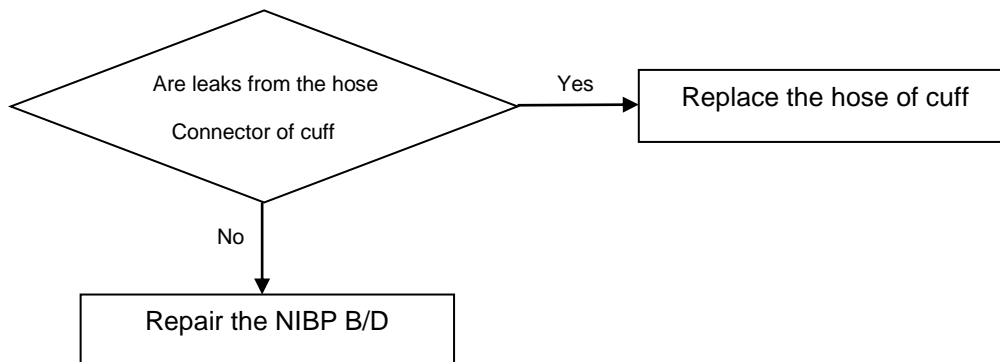 Are leaks from the hose
Connector of cuff
Yes
Replace the hose of cuff
No
Repair the NIBP B/D